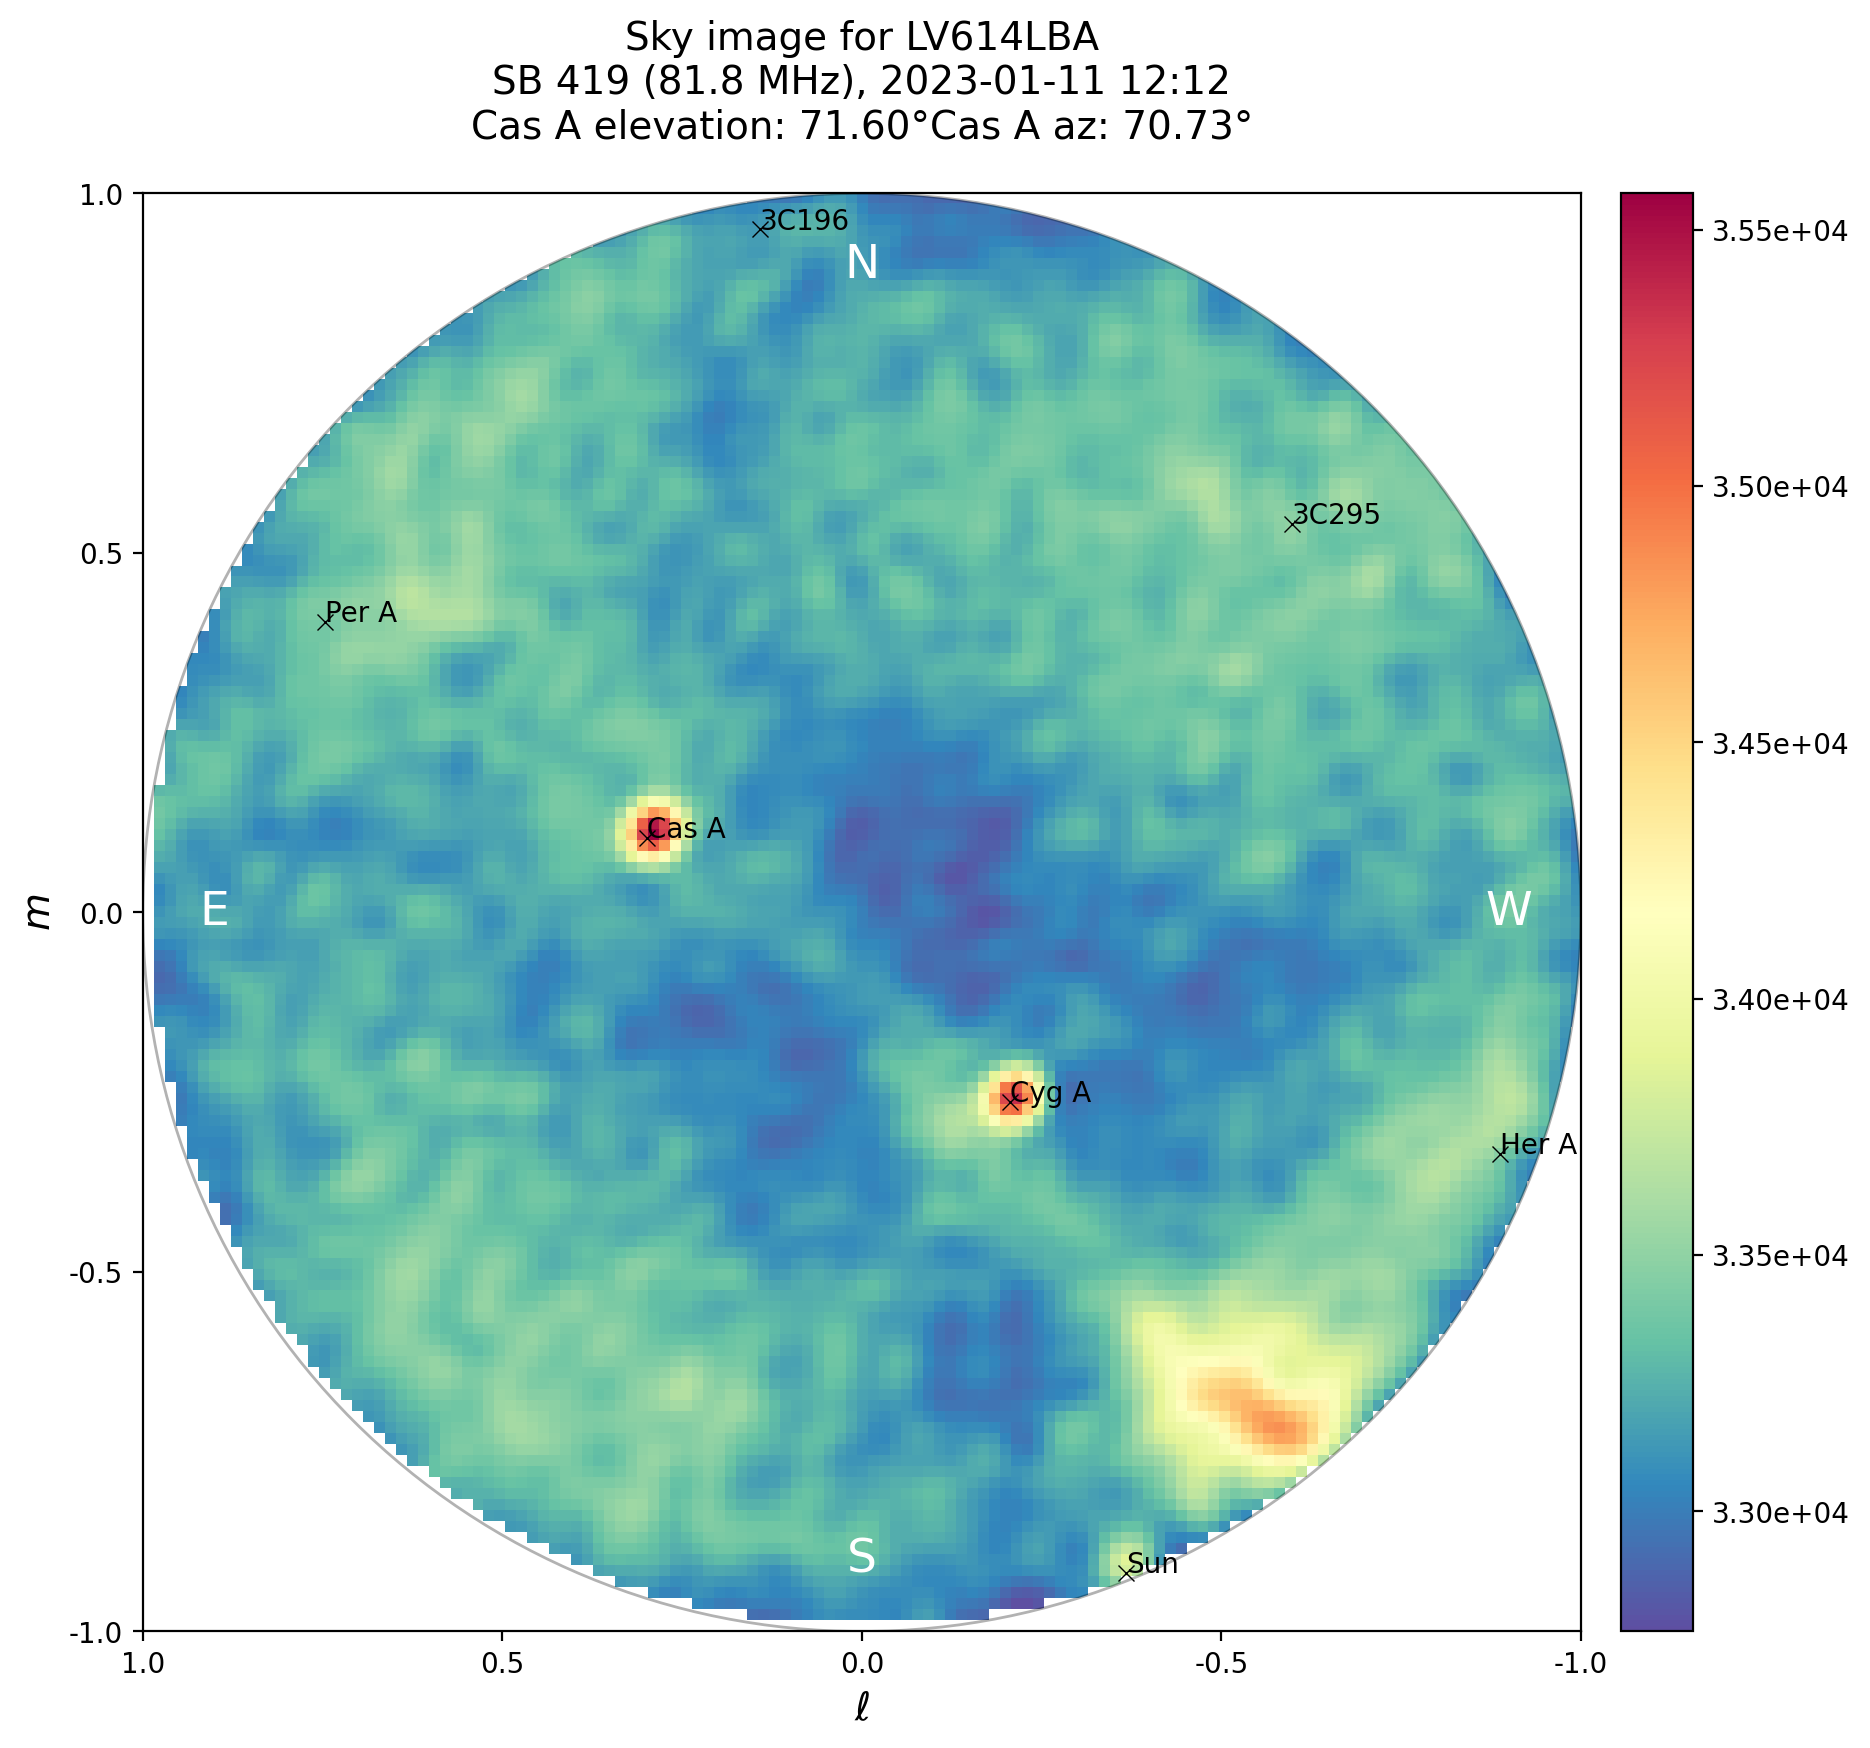 Sky image for LV614LBA
SB 419 (81.8 MHz), 2023-01-11 12:12
Cas A elevation: 71.60°Cas A az: 70.73°
1.0
0.5
0.0
-0.5
-1.0
m
3C196
N
3C295
Per A
Cas A
E
W
Cyg A
Her A
S
Sun
1.0
0.5
0.0
-0.5
-1.0
ℓ
3.55e+04
3.50e+04
3.45e+04
3.40e+04
3.35e+04
3.30e+04